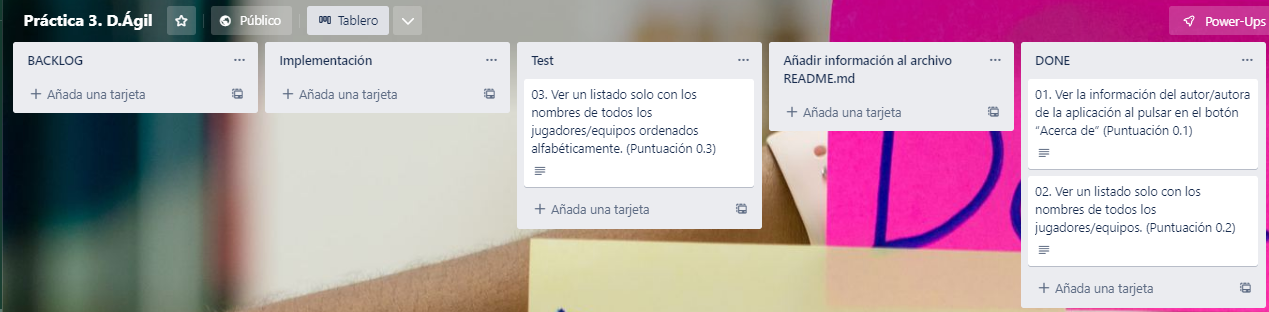 Práctica 3. D.Ágil
Público
Tablero
Power-Ups
BACKLOG
Añada una tarjeta
Implementación
Añada una tarjeta
Test
03. Ver un listado solo con los
nombres de todos los
jugadores/equipos ordenados
alfabéticamente. (Puntuación 0.3)
Añada una tarjeta
Añadir información al archivo
README.md
Añada una tarjeta
DONE
01. Ver la información del autor/autora
de la aplicación al pulsar en el botón
“Acerca de” (Puntuación 0.1)
02. Ver un listado solo con los
nombres de todos los
jugadores/equipos. (Puntuación 0.2)
Añada una tarjeta